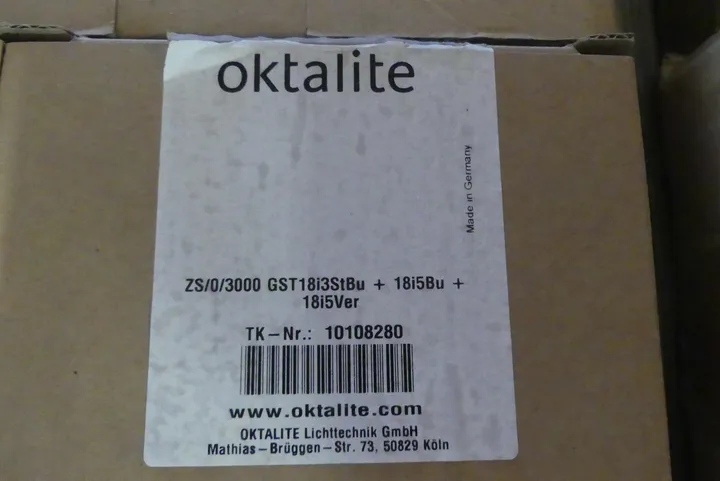 oktalite
Made in Germany
ZS/0/3000 GST18i3StBu + 18i5Bu +
18i5Ver
TK-Nr.: 10108280
www.oktalite.com
OKTALITE Lichttechnik GmbH
Mathias-Brüggen-Str. 73, 50829 Köln